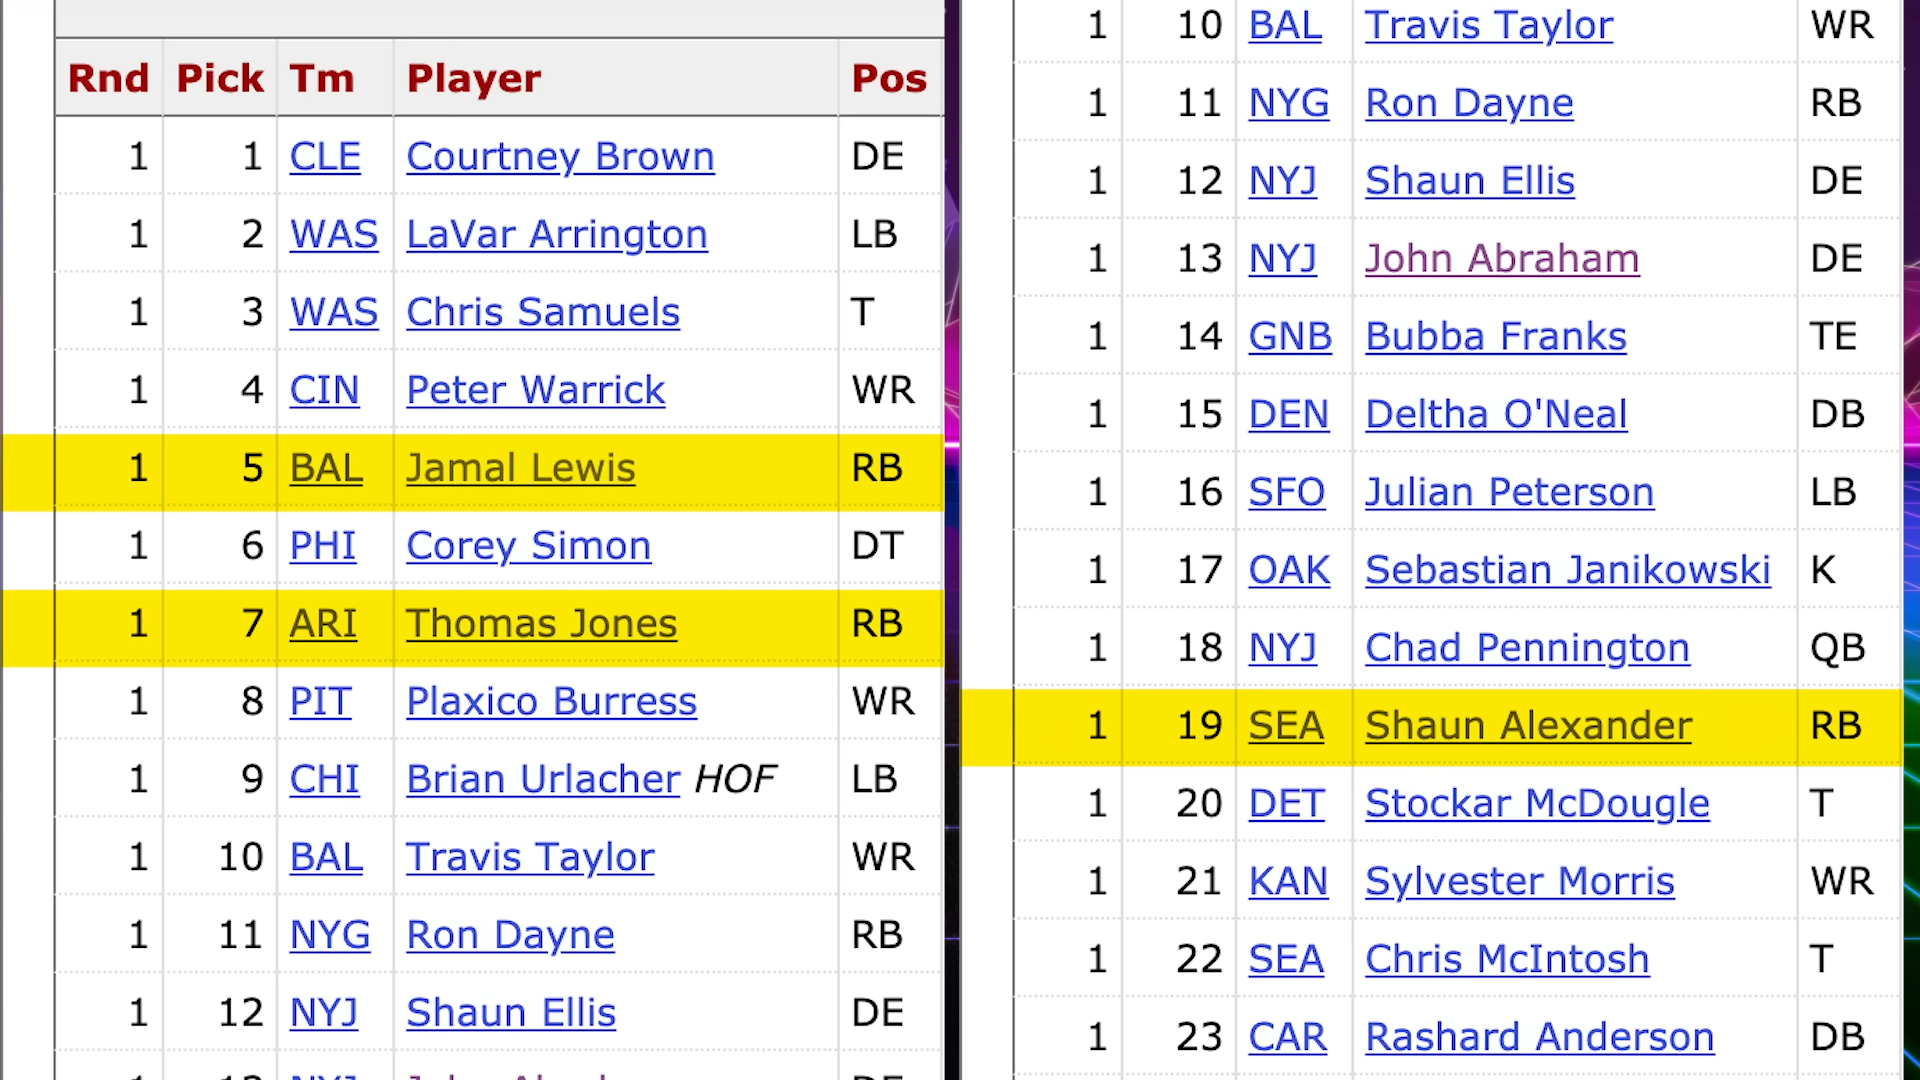 Rnd Pick Tm Player Pos
1 1 CLE Courtney Brown DE
1 2 WAS LaVar Arrington LB
1 3 WAS Chris Samuels T
1 4 CIN Peter Warrick WR
1 5 BAL Jamal Lewis RB
1 6 PHI Corey Simon DT
1 7 ARI Thomas Jones RB
1 8 PIT Plaxico Burress WR
1 9 CHI Brian Urlacher HOF LB
1 10 BAL Travis Taylor WR
1 11 NYG Ron Dayne RB
1 12 NYJ Shaun Ellis DE
1 10 BAL Travis Taylor WR
1 11 NYG Ron Dayne RB
1 12 NYJ Shaun Ellis DE
1 13 NYJ John Abraham DE
1 14 GNB Bubba Franks TE
1 15 DEN Deltha O'Neal DB
1 16 SFO Julian Peterson LB
1 17 OAK Sebastian Janikowski K
1 18 NYJ Chad Pennington QB
1 19 SEA Shaun Alexander RB
1 20 DET Stockar McDougle T
1 21 KAN Sylvester Morris WR
1 22 SEA Chris McIntosh T
1 23 CAR Rashard Anderson DB